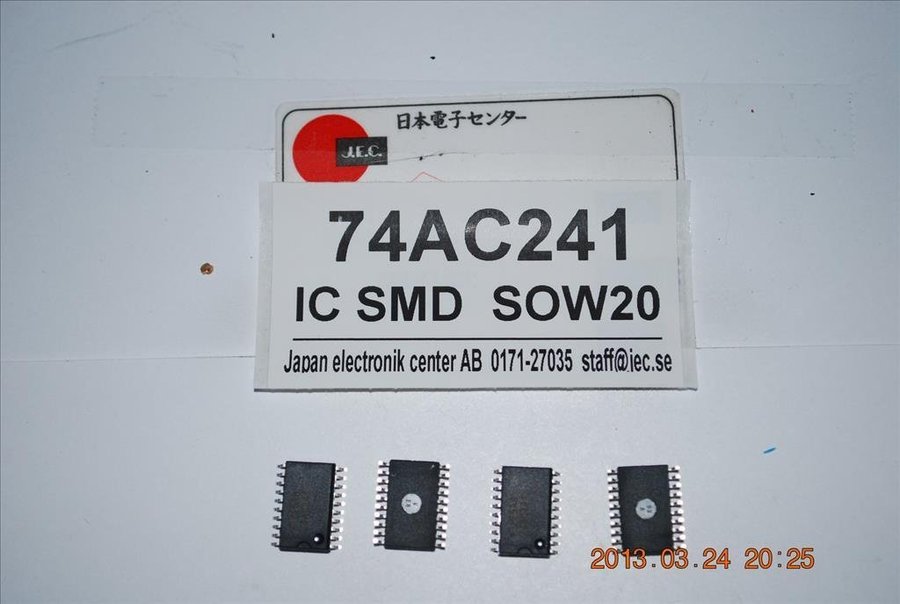 日本電子センター
J.E.C.
74AC241
IC SMD SOW20
Japan electronik center AB 0171-27035 staff@jec.se
2013.03.24 20:25